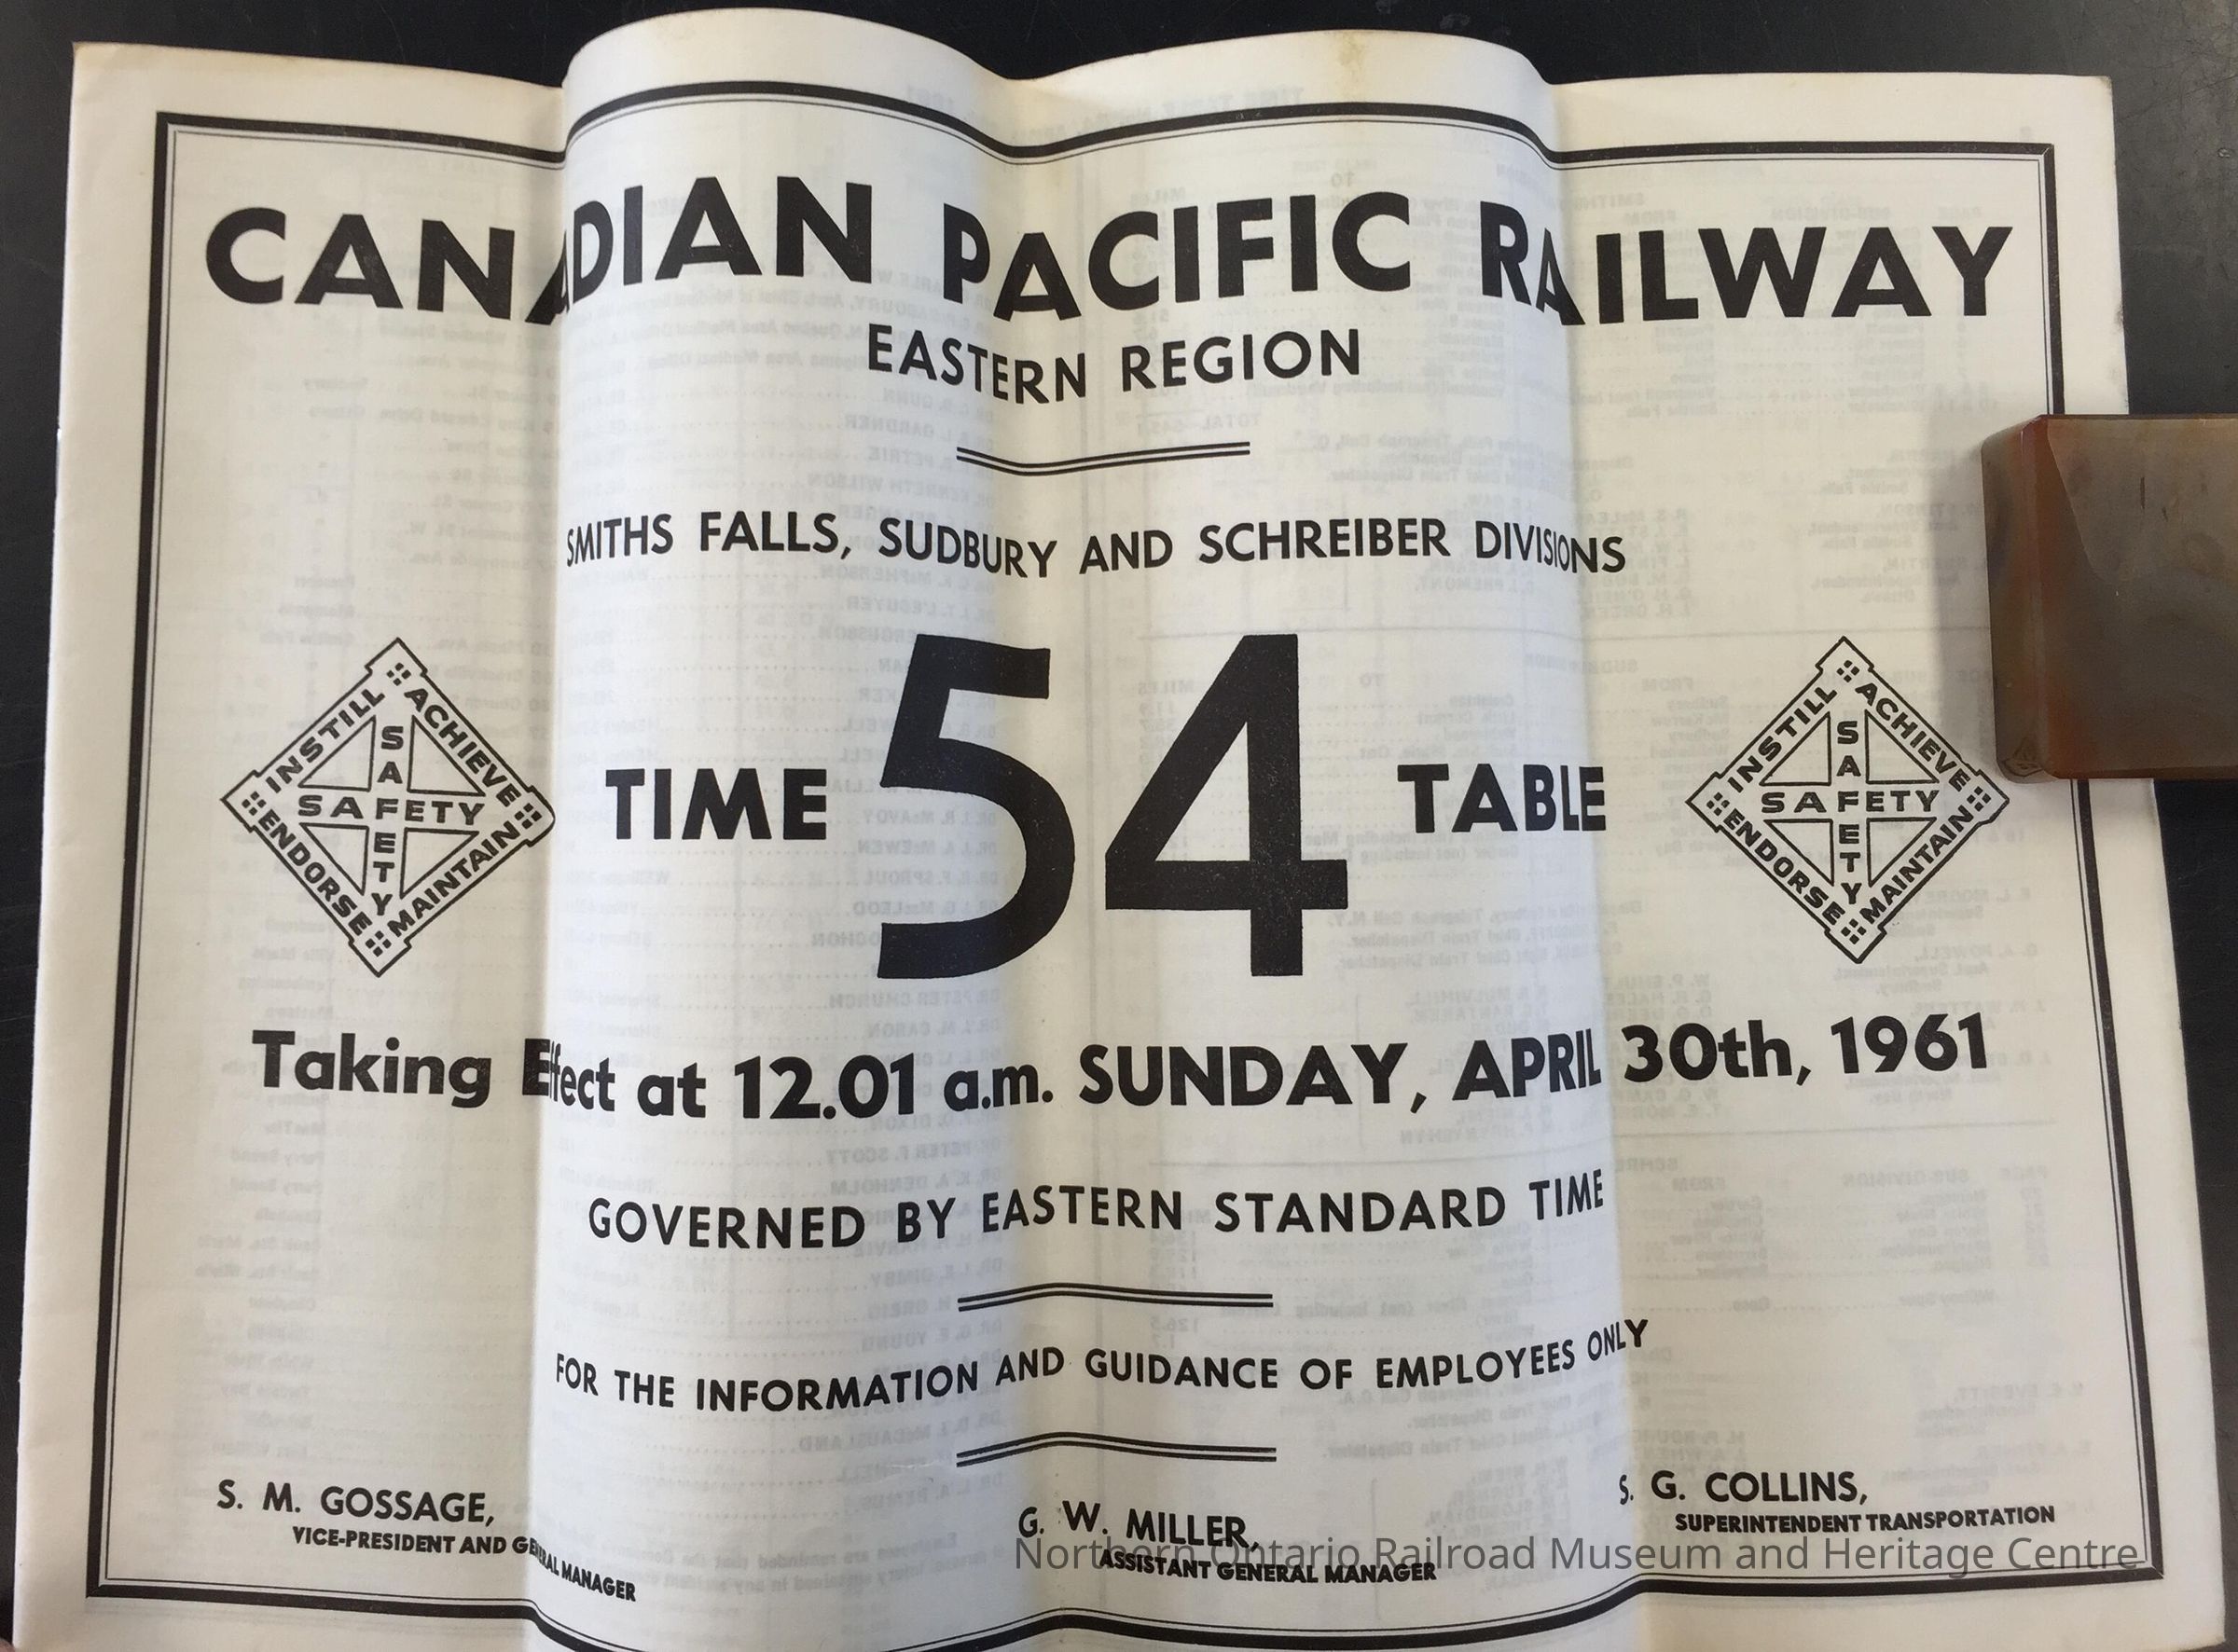 CANADIAN PACIFIC RAILWAY
EASTERN REGION
SMITHS FALLS, SUDBURY AND SCHREIBER DIVISIONS
INSTILL ACHIEVE
SAFETY
SAFETY
ENDORSE MAINTAIN
TIME 54 TABLE
INSTILL ACHIEVE
SAFETY
SAFETY
ENDORSE MAINTAIN
Taking Effect at 12.01 a.m. SUNDAY, APRIL 30th, 1961
GOVERNED BY EASTERN STANDARD TIME
FOR THE INFORMATION AND GUIDANCE OF EMPLOYEES ONLY
S. M. GOSSAGE,
VICE-PRESIDENT AND GENERAL MANAGER
G. W. MILLER,
ASSISTANT GENERAL MANAGER
S. G. COLLINS,
SUPERINTENDENT TRANSPORTATION
Northern Ontario Railroad Museum and Heritage Centre